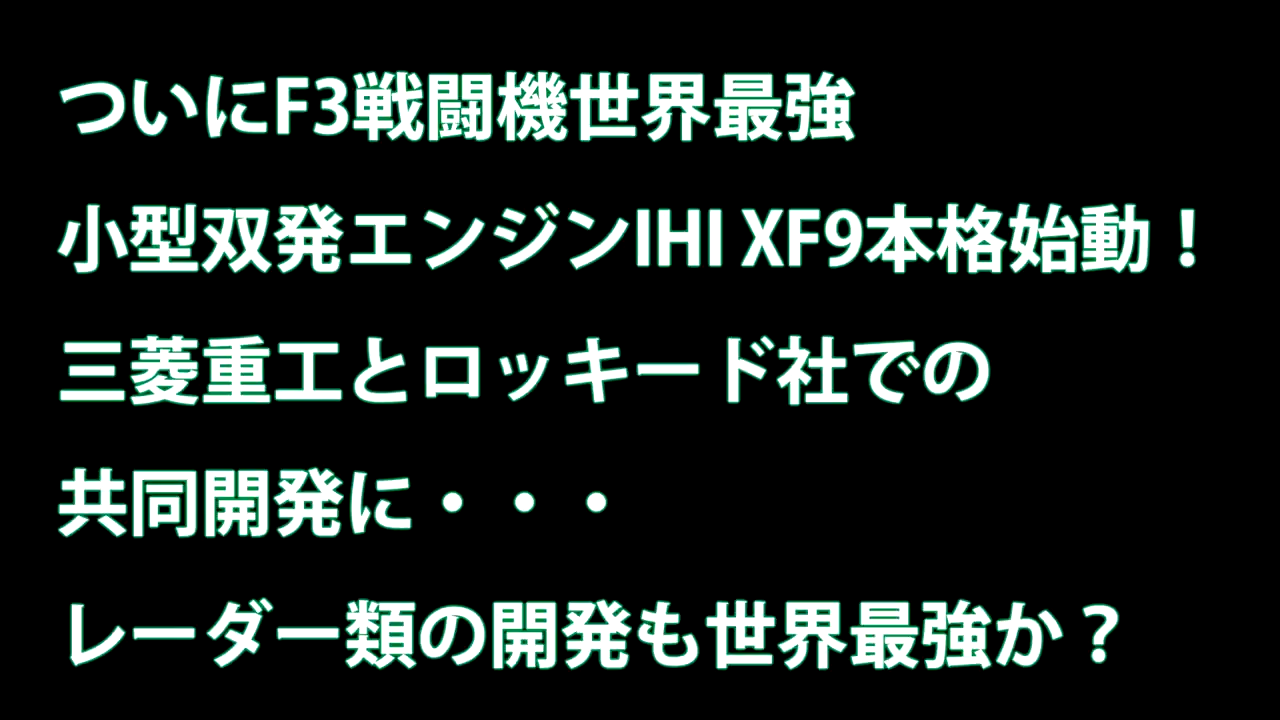 ついにF3戦闘機世界最強
小型双発エンジンIHI XF9本格始動！
三菱重工とロッキード社での
共同開発に・・・
レーダー類の開発も世界最強か？